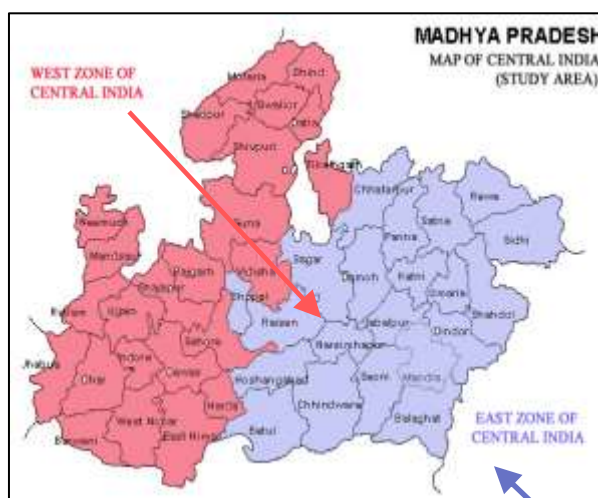 MADHYA PRADESH
MAP OF CENTRAL INDIA
(STUDY AREA)
WEST ZONE OF
CENTRAL INDIA
Bhind
Gwalior
Datia
Shivpuri
Tikamgarh
Chhatarpur
Rewa
Satna
Panna
Sidhi
Guna
Neemuch
Mandsaur
Vidisha
Sagar
Damoh
Katni
Umaria
Shahdol
Rajgarh
Shajapur
Bhopal
Ratlam
Ujjain
Raisen
Jabalpur
Dindori
Sehore
Narsinghpur
Jhabua
Indore
Dewas
Dhar
Hoshangabad
Seoni
Mandla
Harda
Chhindwara
West Nimar
Balaghat
EAST ZONE OF
CENTRAL INDIA
Betul
East Nimar
Barwani